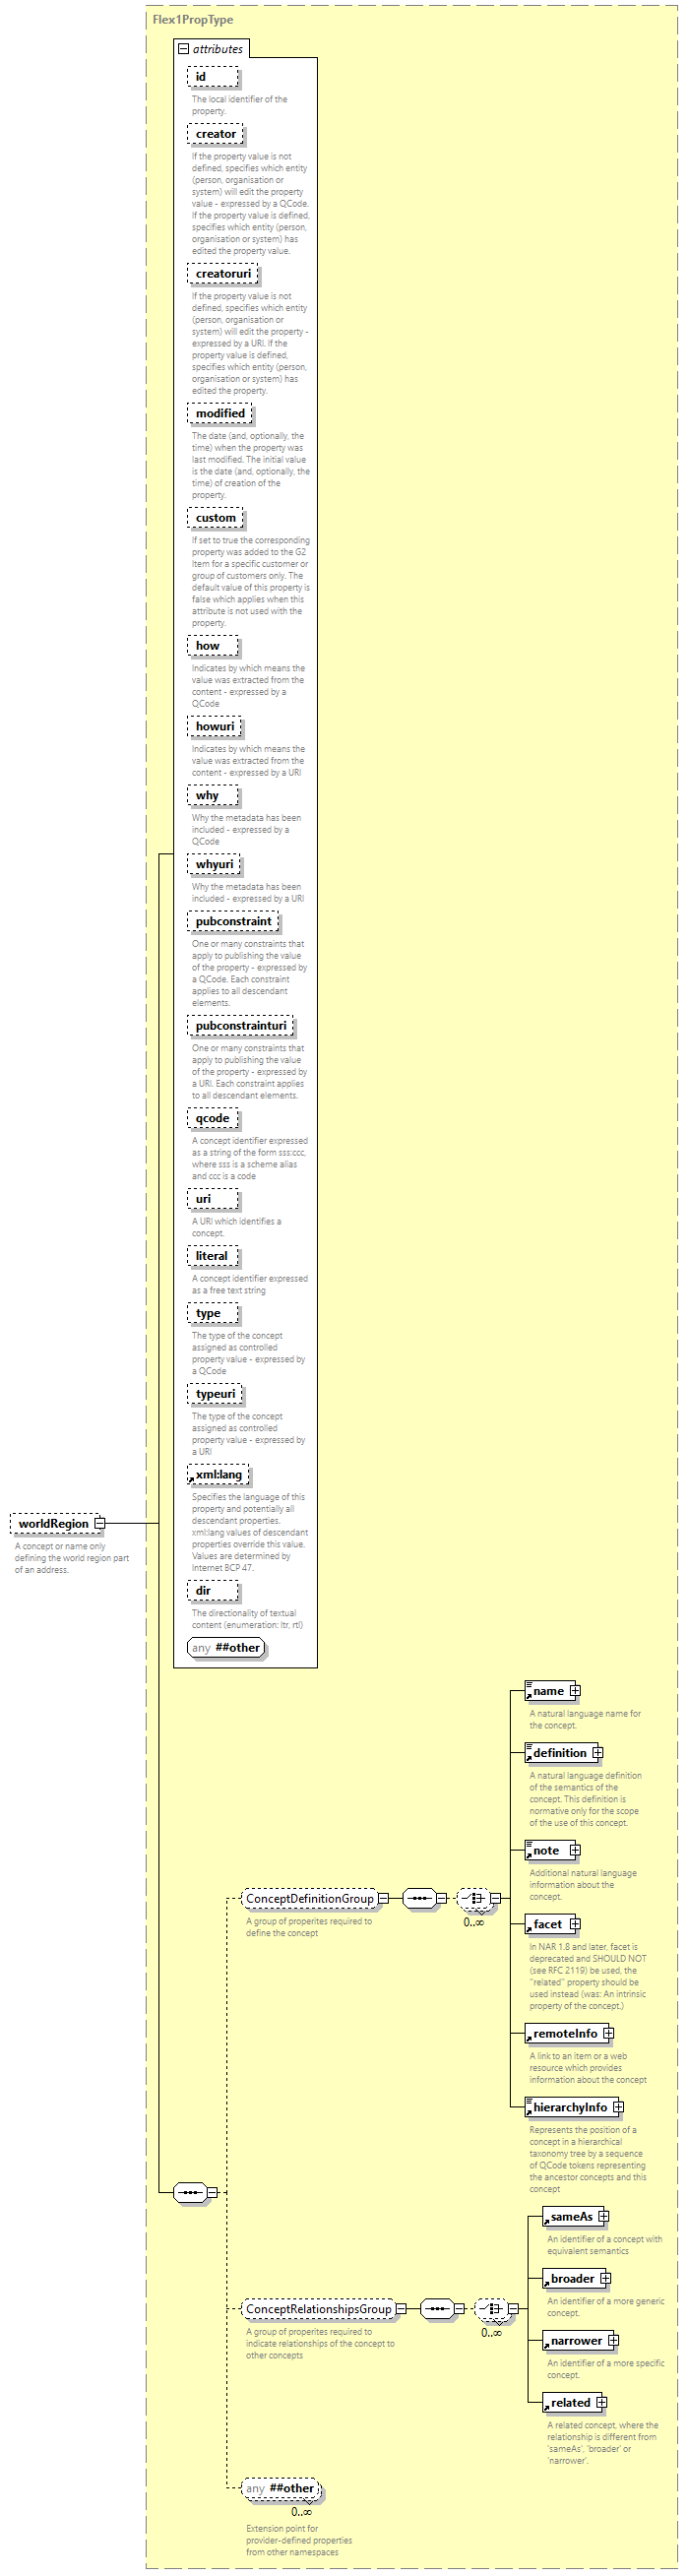 Flex1PropType
attributes
id
The local identifier of the
property.
creator
If the property value is not
defined, specifies which entity
(person, organisation or
system) will edit the property
value - expressed by a QCode.
If the property value is defined,
specifies which entity (person,
organisation or system) has
edited the property value.
creatoruri
If the property value is not
defined, specifies which entity
(person, organisation or
system) will edit the property -
expressed by a URI. If the
property value is defined,
specifies which entity (person,
organisation or system) has
edited the property.
modified
The date (and, optionally, the
time) when the property was
last modified. The initial value
is the date (and, optionally, the
time) of creation of the
property.
custom
If set to true the corresponding
property was added to the G2
Item for a specific customer or
group of customers only. The
default value of this property is
false which applies when this
attribute is not used with the
property.
how
Indicates by which means the
value was extracted from the
content - expressed by a
QCode
howuri
Indicates by which means the
value was extracted from the
content - expressed by a URI
why
Why the metadata has been
included - expressed by a
QCode
whyuri
Why the metadata has been
included - expressed by a URI
pubconstraint
One or many constraints that
apply to publishing the value
of the property - expressed by
a QCode. Each constraint
applies to all descendant
elements.
pubconstrainturi
One or many constraints that
apply to publishing the value
of the property - expressed by
a URI. Each constraint applies
to all descendant elements.
qcode
A concept identifier expressed
as a string of the form sss:ccc,
where sss is a scheme alias
and ccc is a code
uri
A URI which identifies a
concept.
literal
A concept identifier expressed
as a free text string
type
The type of the concept
assigned as controlled
property value - expressed by
a QCode
typeuri
The type of the concept
assigned as controlled
property value - expressed by
a URI
xml:lang
Specifies the language of this
property and potentially all
descendant properties.
xml:lang values of descendant
properties override this value.
Values are determined by
Internet BCP 47.
dir
The directionality of textual
content (enumeration: ltr, rtl)
any ##other
worldRegion
A concept or name only
defining the world region part
of an address.
name
A natural language name for
the concept.
definition
A natural language definition
of the semantics of the
concept. This definition is
normative only for the scope
of the use of this concept.
note
Additional natural language
information about the
concept.
ConceptDefinitionGroup
0..∞
A group of properites required to
define the concept
facet
In NAR 1.8 and later, facet is
deprecated and SHOULD NOT
(see RFC 2119) be used, the
"related" property should be
used instead (was: An intrinsic
property of the concept.)
remoteInfo
A link to an item or a web
resource which provides
information about the concept
hierarchyInfo
Represents the position of a
concept in a hierarchical
taxonomy tree by a sequence
of QCode tokens representing
the ancestor concepts and this
concept
sameAs
An identifier of a concept with
equivalent semantics
broader
An identifier of a more generic
concept.
ConceptRelationshipsGroup
0..∞
A group of properites required to
indicate relationships of the concept to
other concepts
narrower
An identifier of a more specific
concept.
related
A related concept, where the
relationship is different from
'sameAs', 'broader' or
'narrower'.
any ##other
0..∞
Extension point for
provider-defined properties
from other namespaces